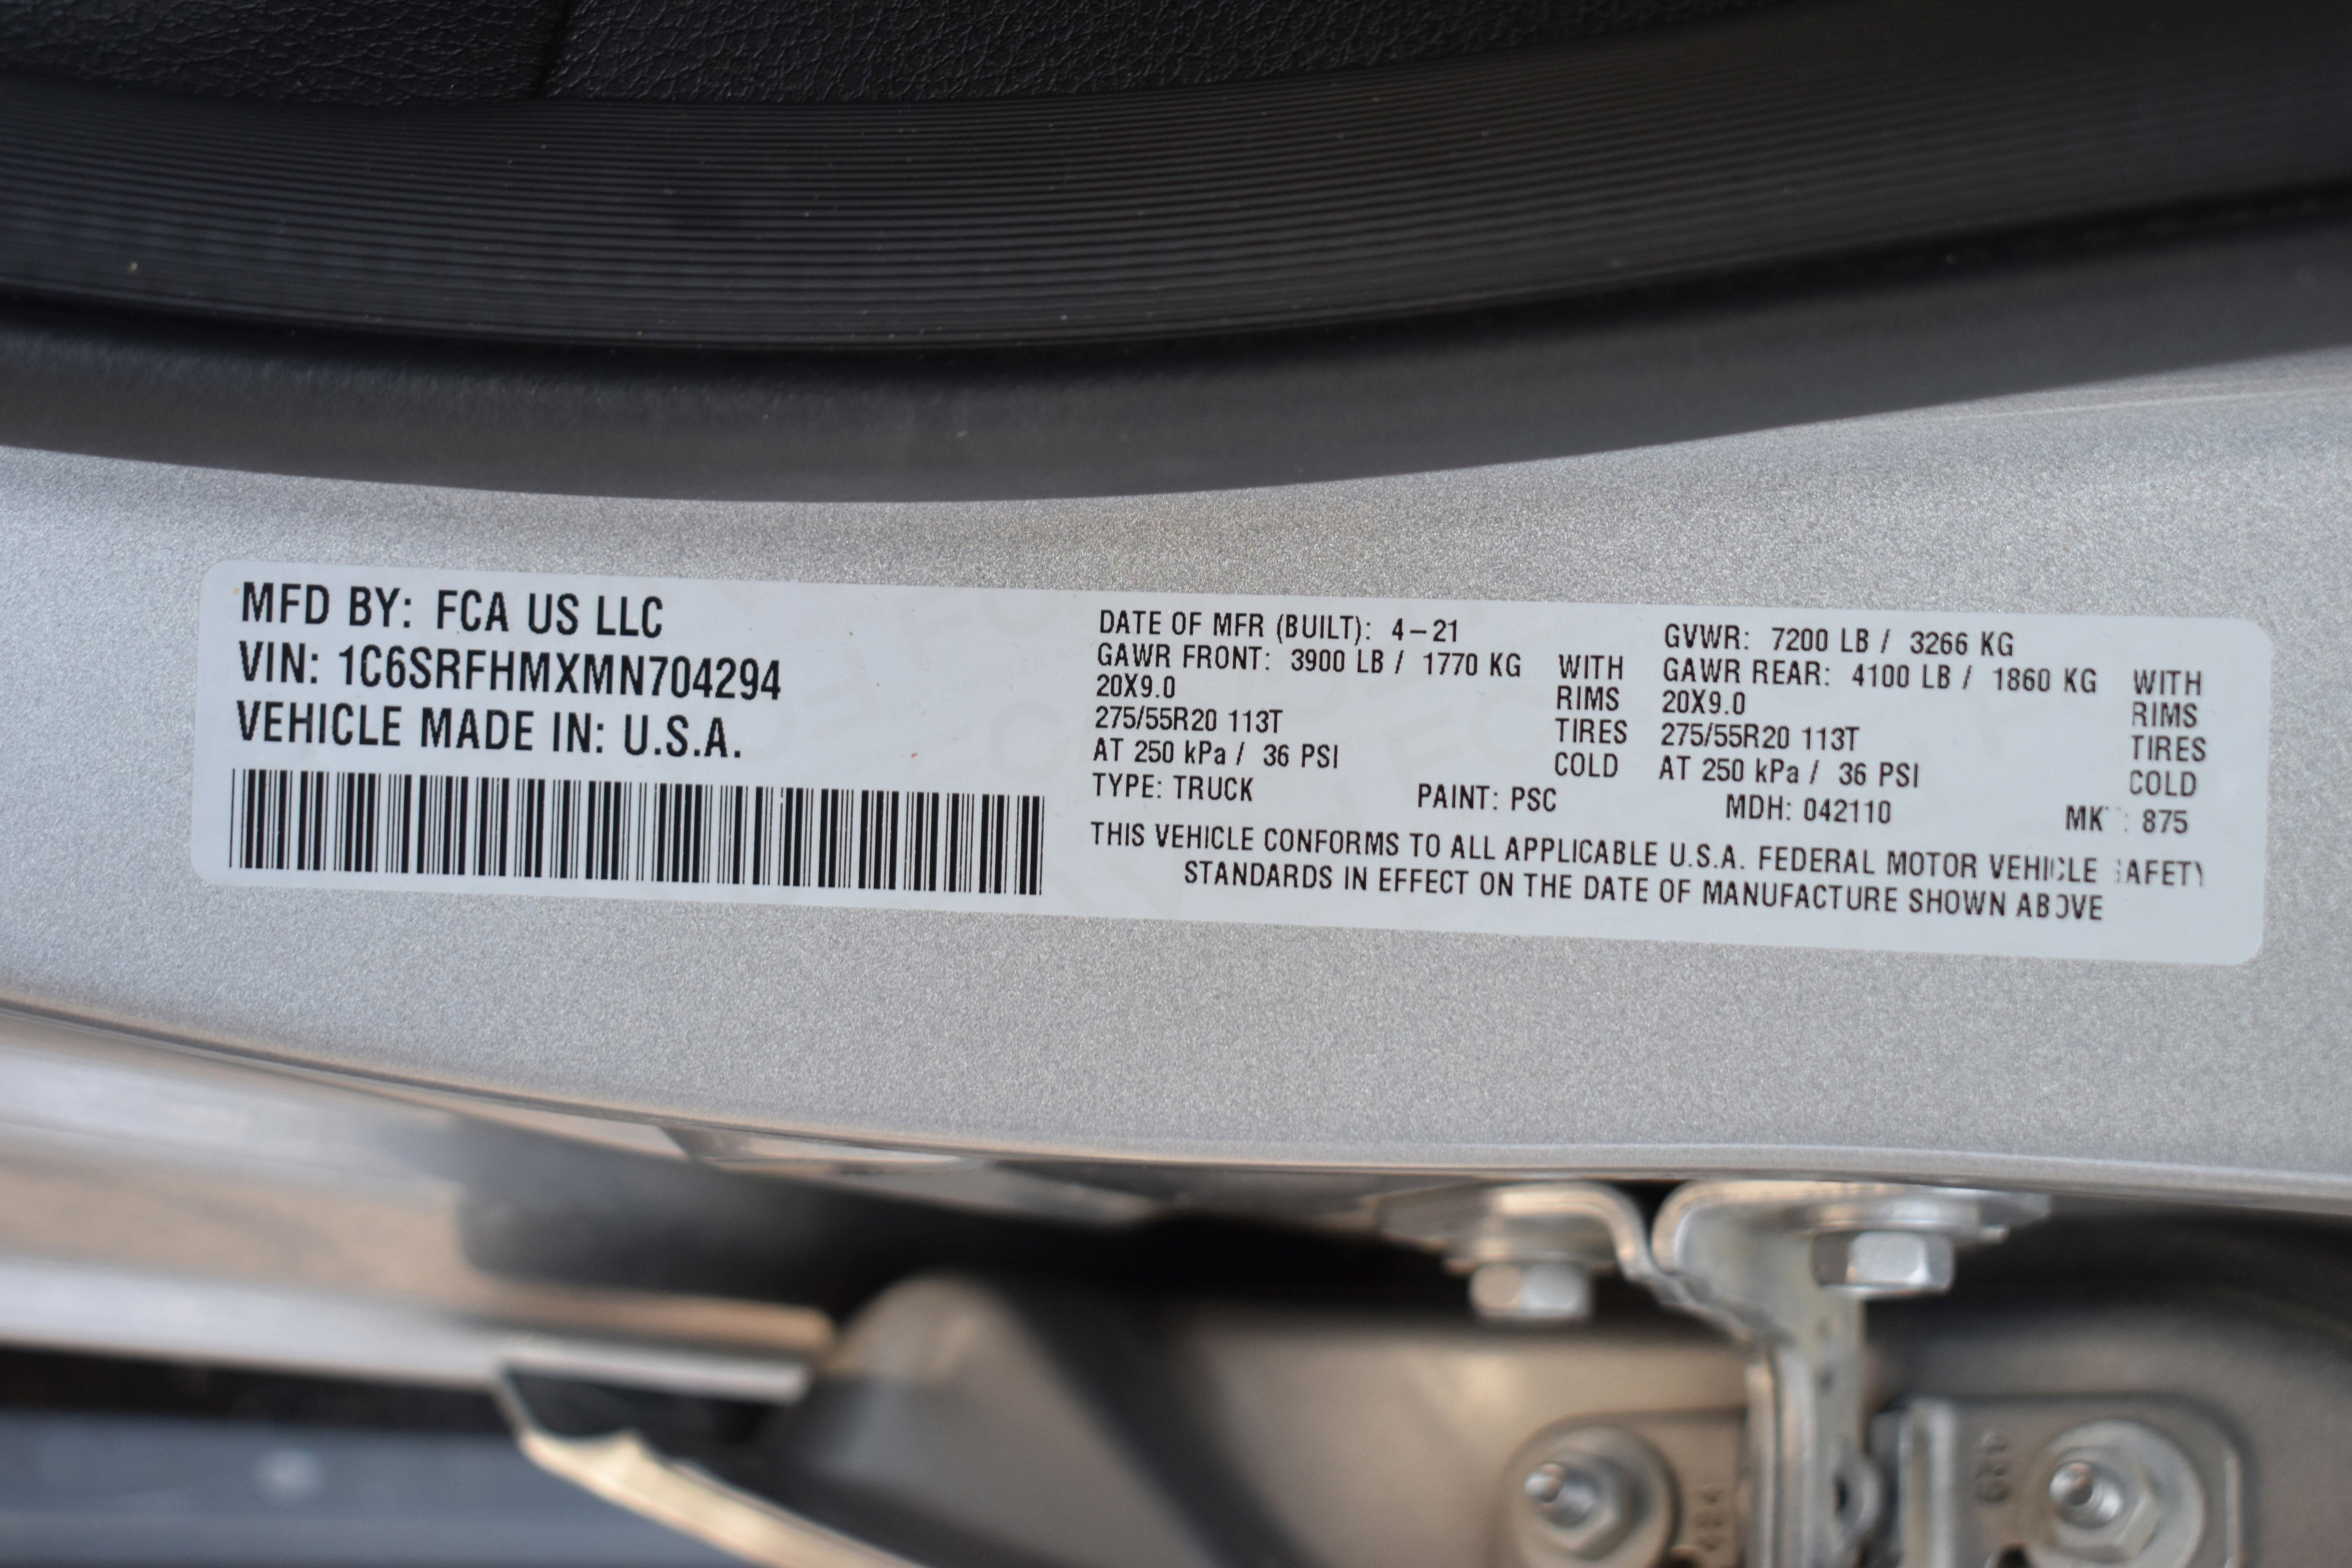 MFD BY: FCA US LLC
VIN: 1C6SRFHMXMN704294
VEHICLE MADE IN: U.S.A.
DATE OF MFR (BUILT): 4-21 GVWR: 7200 LB / 3266 KG
GAWR FRONT: 3900 LB / 1770 KG WITH GAWR REAR: 4100 LB / 1860 KG WITH
20X9.0 RIMS 20X9.0 RIMS
275/55R20 113T TIRES 275/55R20 113T TIRES
AT 250 kPa / 36 PSI COLD AT 250 kPa / 36 PSI COLD
TYPE: TRUCK PAINT: PSC MDH: 042110 MK : 875
THIS VEHICLE CONFORMS TO ALL APPLICABLE U.S.A. FEDERAL MOTOR VEHICLE SAFETY
STANDARDS IN EFFECT ON THE DATE OF MANUFACTURE SHOWN ABOVE